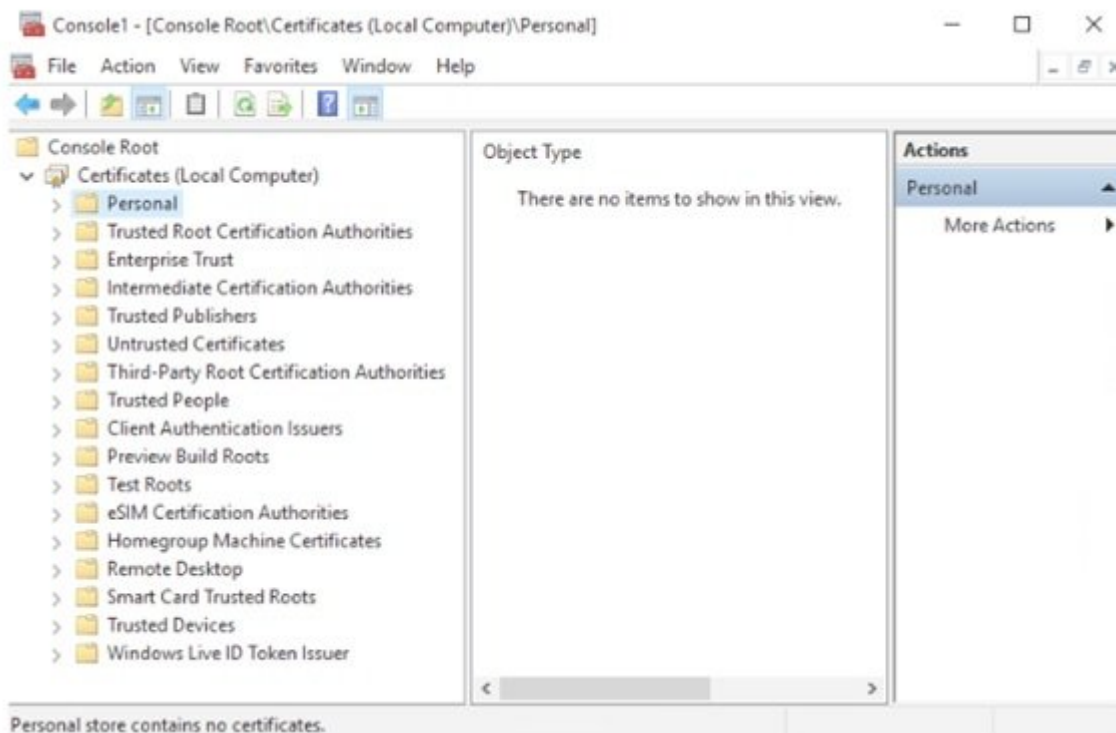 Console1 - [Console Root\Certificates (Local Computer)\Personal]
File Action View Favorites Window Help
Console Root
Certificates (Local Computer)
Personal
Trusted Root Certification Authorities
Enterprise Trust
Intermediate Certification Authorities
Trusted Publishers
Untrusted Certificates
Third-Party Root Certification Authorities
Trusted People
Client Authentication Issuers
Preview Build Roots
Test Roots
eSIM Certification Authorities
Homegroup Machine Certificates
Remote Desktop
Smart Card Trusted Roots
Trusted Devices
Windows Live ID Token Issuer
Object Type
There are no items to show in this view.
Actions
Personal
More Actions
Personal store contains no certificates.